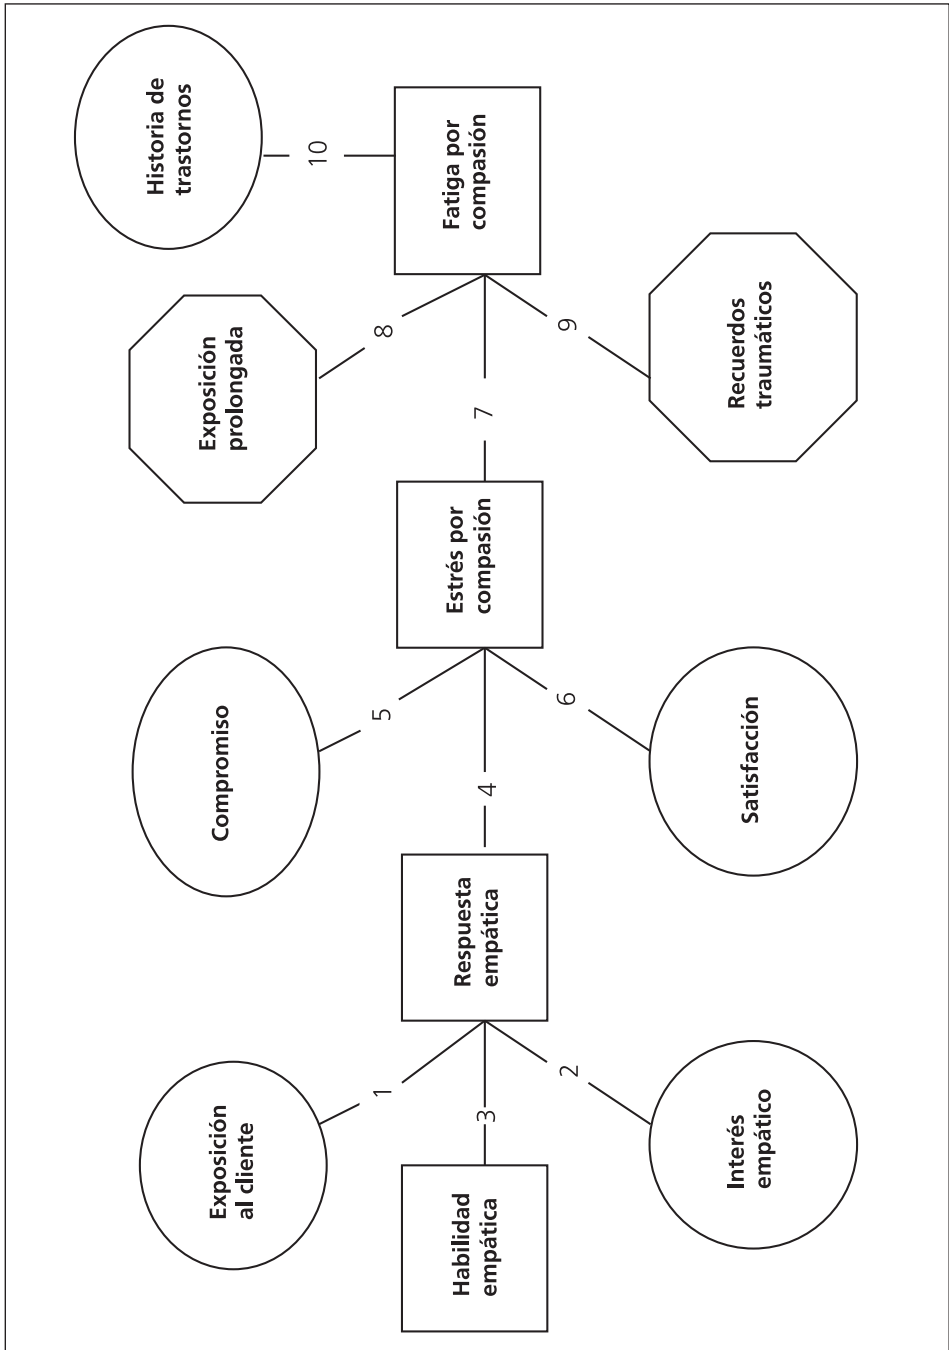 Historia de
trastornos
Exposición
al cliente
Compromiso
Exposición
prolongada
1
5
8
10
Habilidad
empática
3
Respuesta
empática
4
Estrés por
compasión
7
Fatiga por
compasión
2
6
9
Interés
empático
Satisfacción
Recuerdos
traumáticos